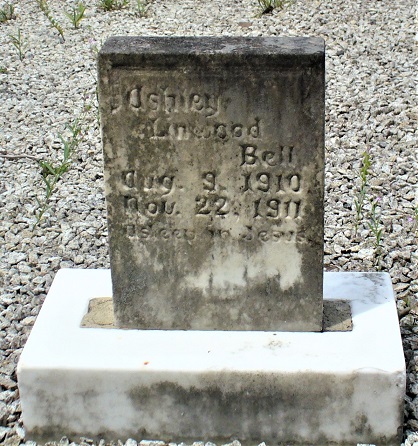 Ashley
Linwood
Bell
Aug. 9. 1910
Nov. 22. 1911
Asleep in Jesus.